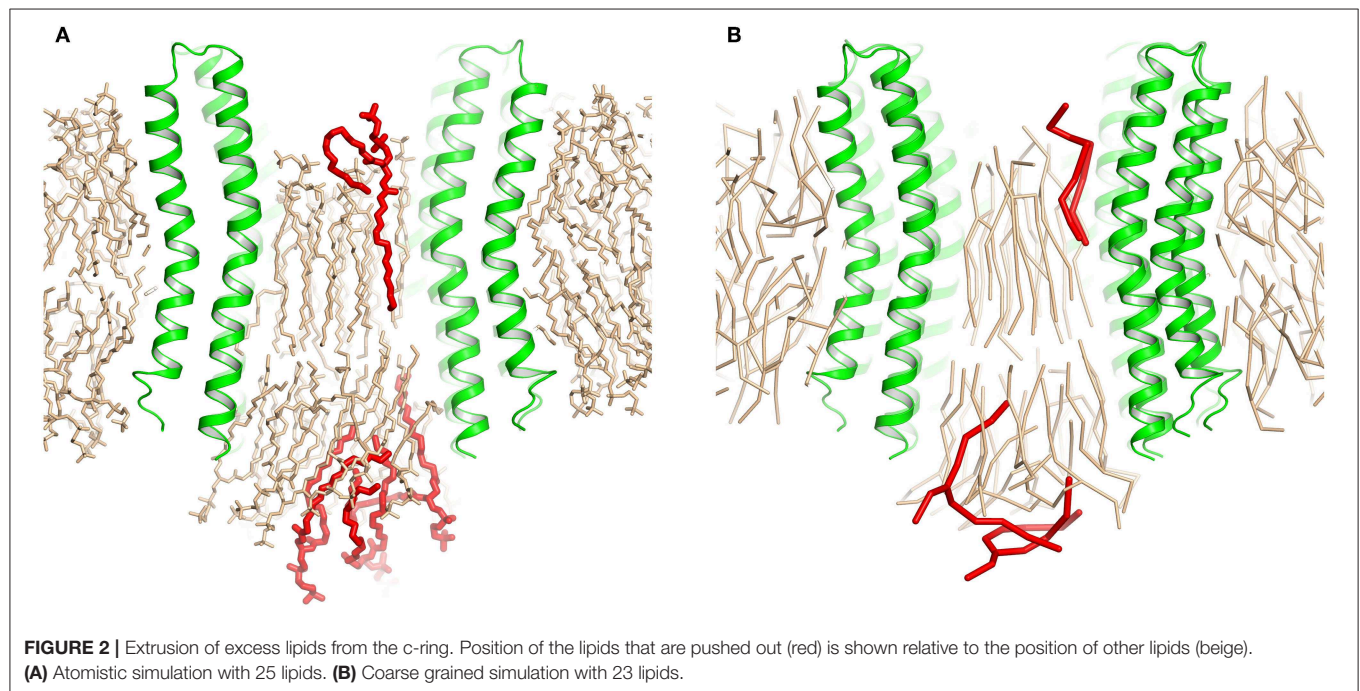 A
B
FIGURE 2 | Extrusion of excess lipids from the c-ring. Position of the lipids that are pushed out (red) is shown relative to the position of other lipids (beige).
(A) Atomistic simulation with 25 lipids. (B) Coarse grained simulation with 23 lipids.